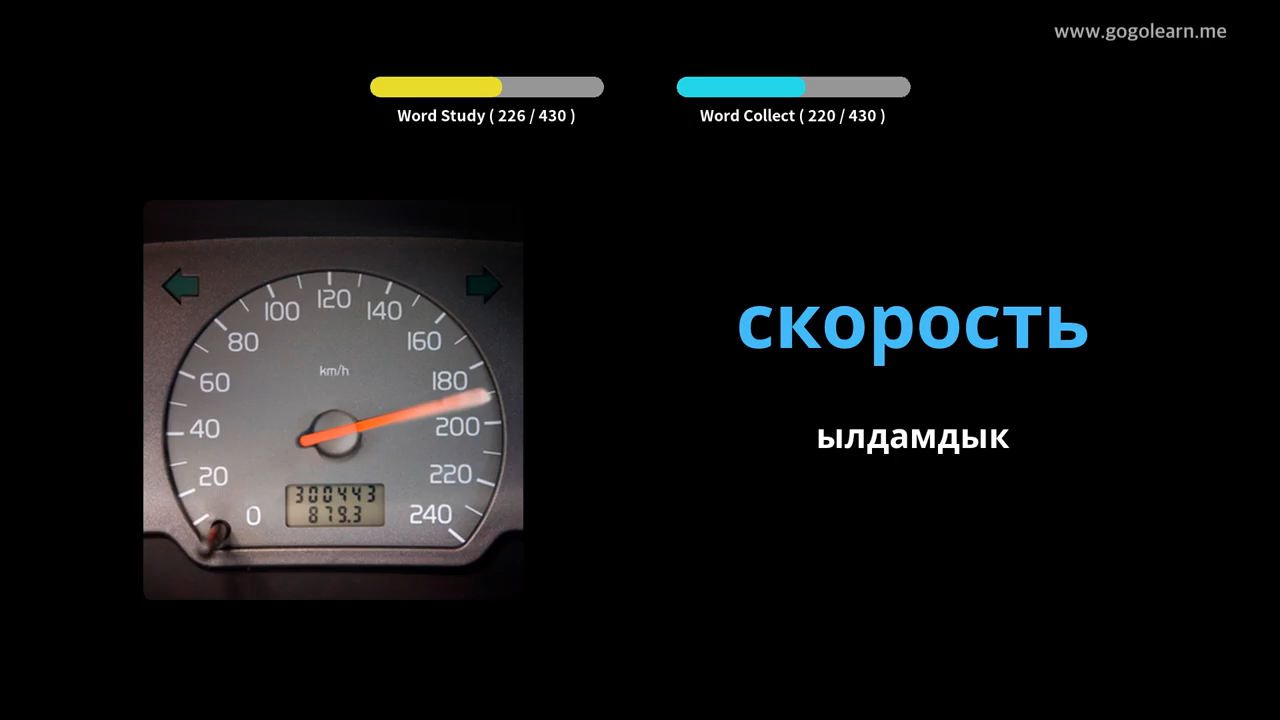 www.gogolearn.me
Word Study ( 226 / 430 )
Word Collect ( 220 / 430 )
скорость
ылдамдык
0
20
40
60
80
100
120
140
160
180
200
220
240
km/h
300443
879.3